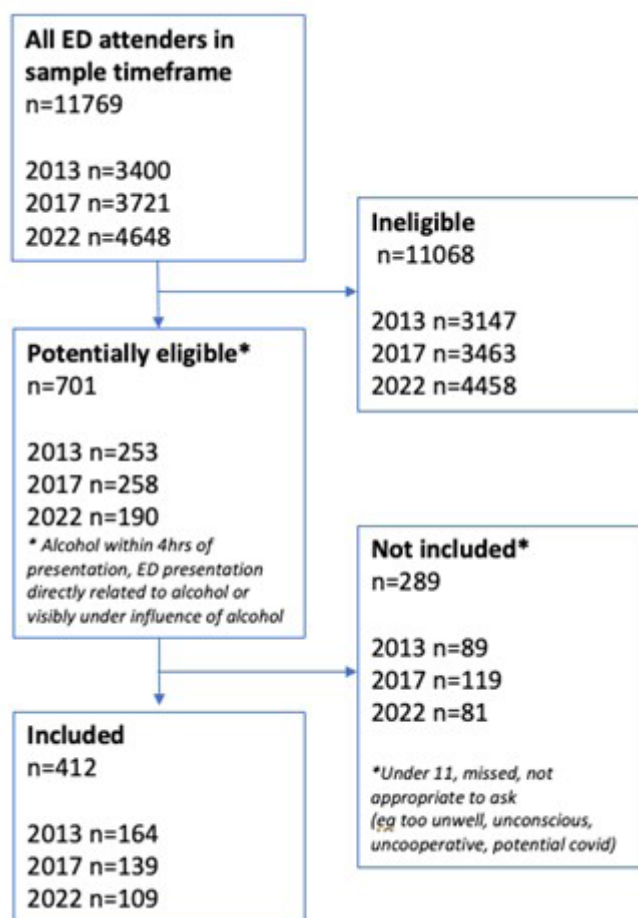 All ED attenders in
sample timeframe
n=11769
2013 n=3400
2017 n=3721
2022 n=4648
Ineligible
n=11068
2013 n=3147
2017 n=3463
2022 n=4458
Potentially eligible*
n=701
2013 n=253
2017 n=258
2022 n=190
* Alcohol within 4hrs of
presentation, ED presentation
directly related to alcohol or
visibly under influence of alcohol
Not included*
n=289
2013 n=89
2017 n=119
2022 n=81
*Under 11, missed, not
appropriate to ask
(eg too unwell, unconscious,
uncooperative, potential covid)
Included
n=412
2013 n=164
2017 n=139
2022 n=109